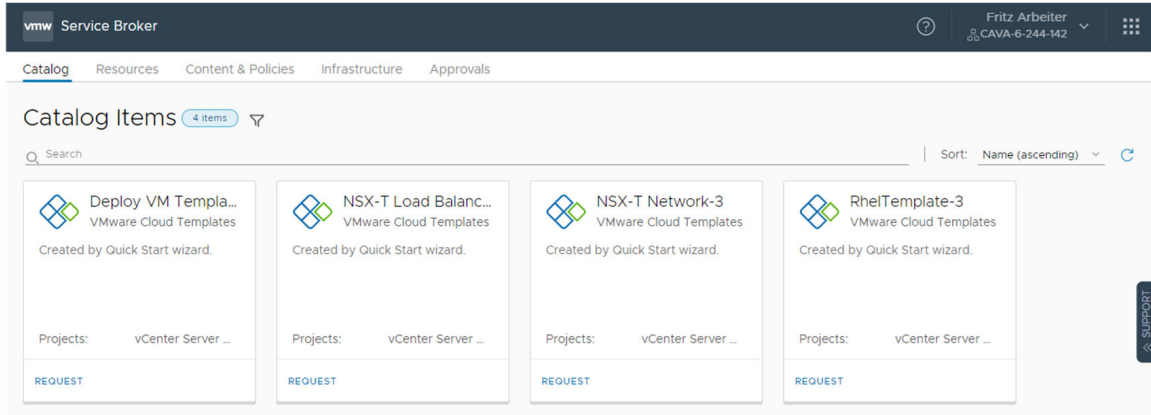 vmw Service Broker
Fritz Arbeiter
CAVA-6-244-142
Catalog Resources Content & Policies Infrastructure Approvals
Catalog Items 4 items
Search
Sort: Name (ascending)
Deploy VM Templa...
VMware Cloud Templates
Created by Quick Start wizard.
Projects: vCenter Server ...
REQUEST
NSX-T Load Balanc...
VMware Cloud Templates
Created by Quick Start wizard.
Projects: vCenter Server ...
REQUEST
NSX-T Network-3
VMware Cloud Templates
Created by Quick Start wizard.
Projects: vCenter Server ...
REQUEST
RhelTemplate-3
VMware Cloud Templates
Created by Quick Start wizard.
Projects: vCenter Server ...
REQUEST
SUPPORT